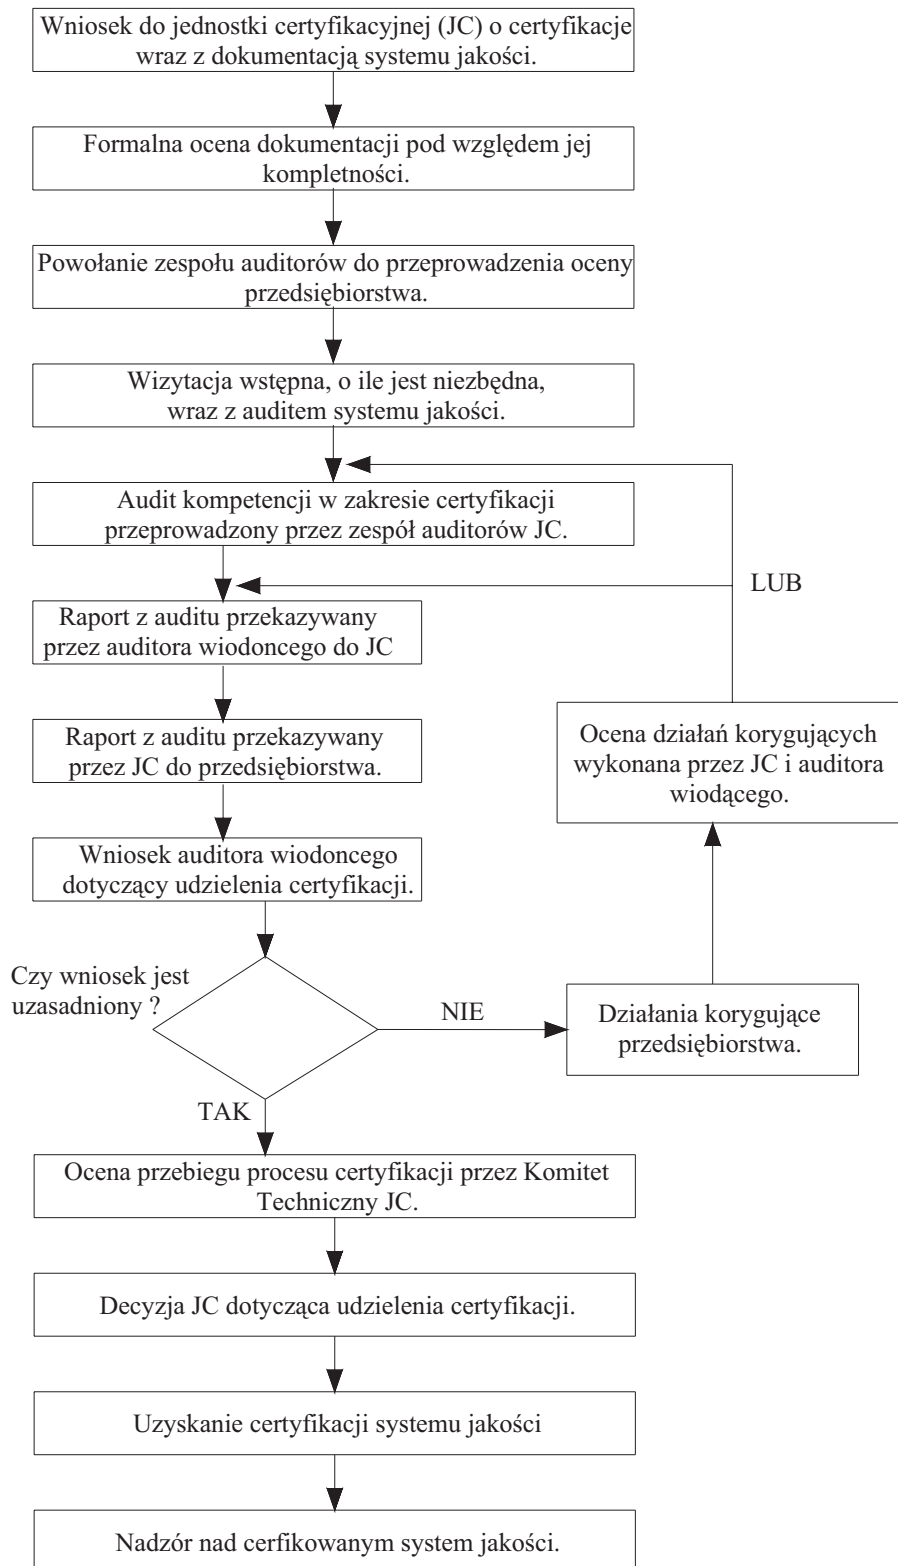 Wniosek do jednostki certyfikacyjnej (JC) o certyfikacje
wraz z dokumentacją systemu jakości.
Formalna ocena dokumentacji pod względem jej
kompletności.
Powołanie zespołu auditorów do przeprowadzenia oceny
przedsiębiorstwa.
Wizytacja wstępna, o ile jest niezbędna,
wraz z auditem systemu jakości.
Audit kompetencji w zakresie certyfikacji
przeprowadzony przez zespół auditorów JC.
LUB
Raport z auditu przekazywany
przez auditora wiodoncego do JC
Raport z auditu przekazywany
przez JC do przedsiębiorstwa.
Ocena działań korygujących
wykonana przez JC i auditora
wiodącego.
Wniosek auditora wiodoncego
dotyczący udzielenia certyfikacji.
Czy wniosek jest
uzasadniony ?
NIE
Działania korygujące
przedsiębiorstwa.
TAK
Ocena przebiegu procesu certyfikacji przez Komitet
Techniczny JC.
Decyzja JC dotycząca udzielenia certyfikacji.
Uzyskanie certyfikacji systemu jakości
Nadzór nad cerfikowanym system jakości.